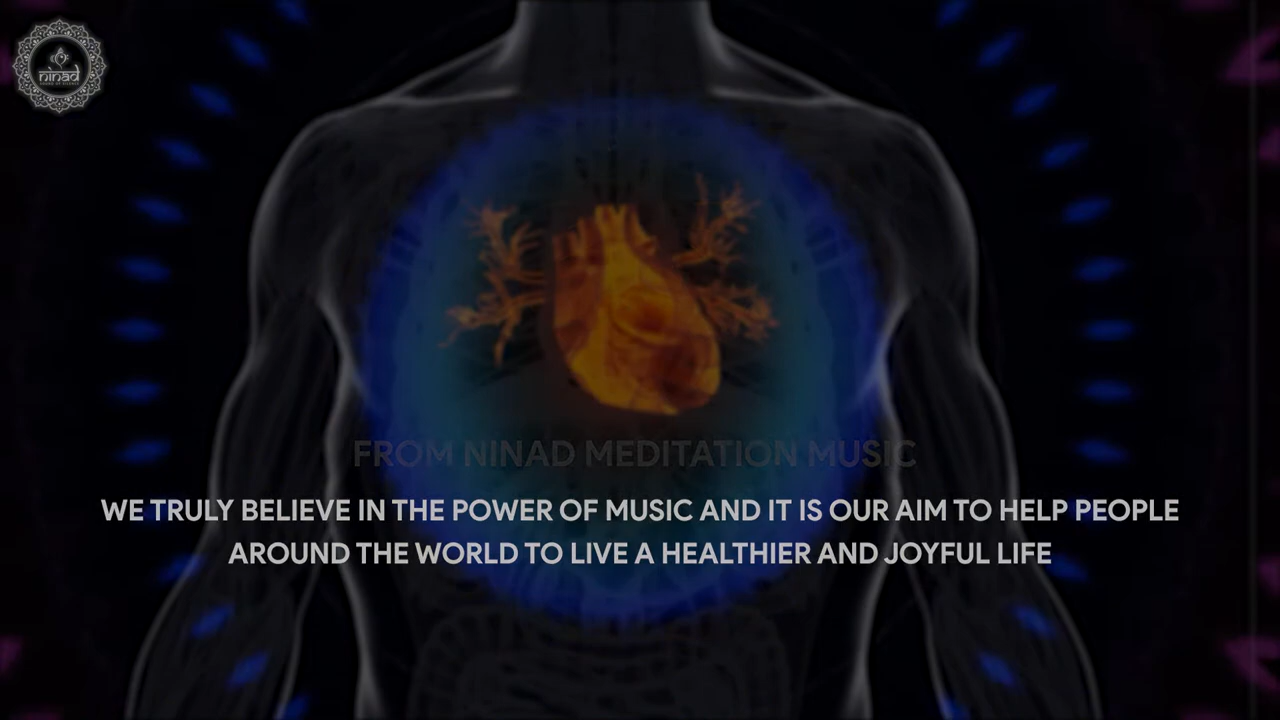 ninad
FROM NINAD MEDITATION MUSIC
WE TRULY BELIEVE IN THE POWER OF MUSIC AND IT IS OUR AIM TO HELP PEOPLE
AROUND THE WORLD TO LIVE A HEALTHIER AND JOYFUL LIFE